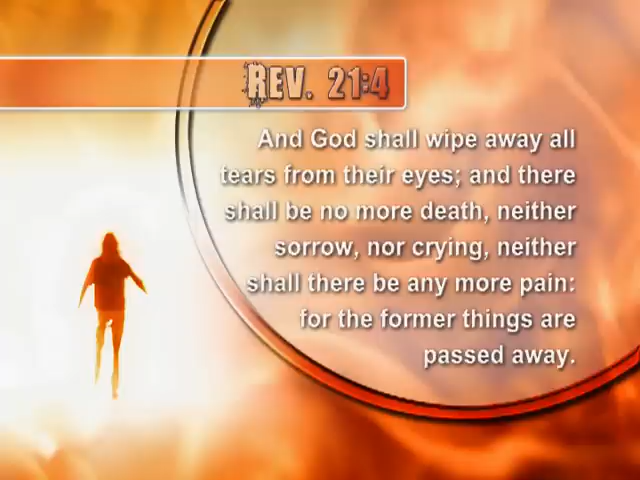 REV. 21:4
And God shall wipe away all
tears from their eyes; and there
shall be no more death, neither
sorrow, nor crying, neither
shall there be any more pain:
for the former things are
passed away.